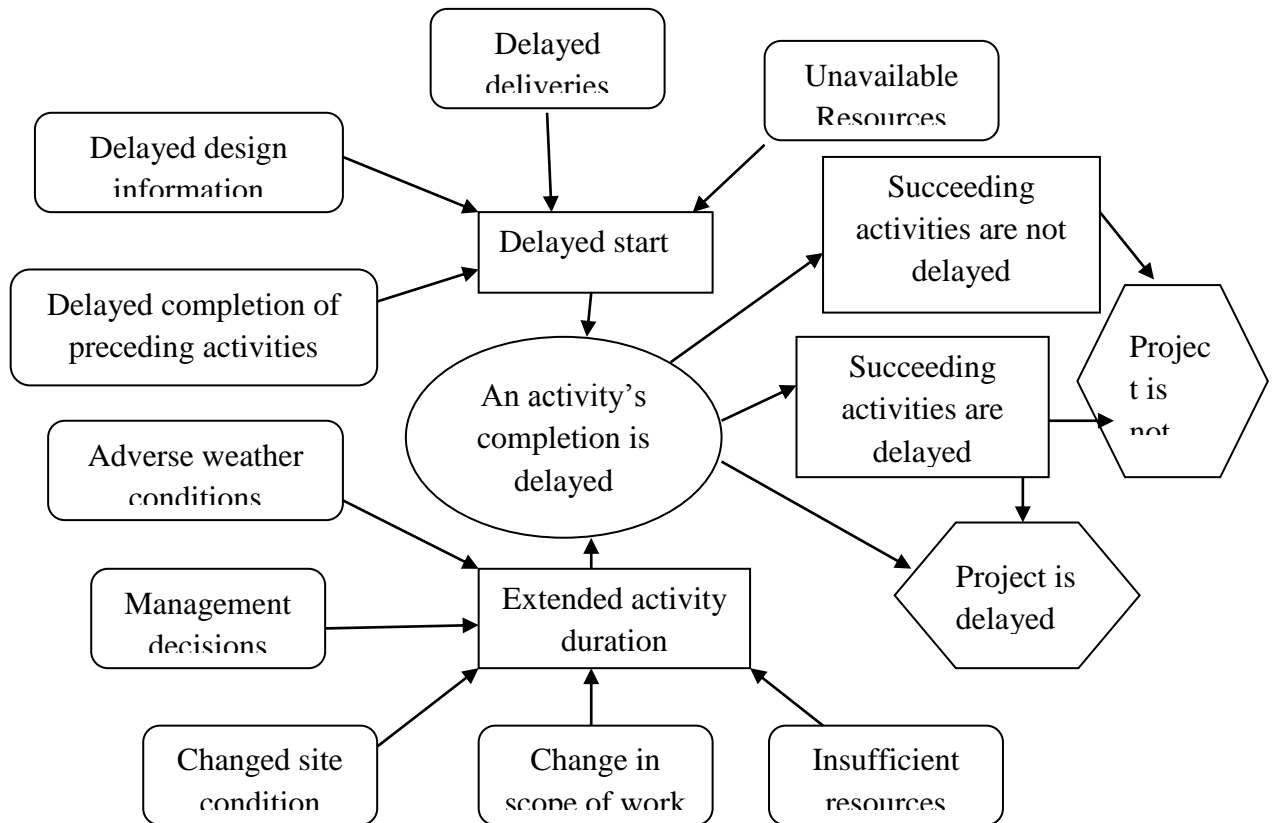 Delayed
deliveries
Unavailable
Resources
Delayed design
information
Succeeding
activities are not
delayed
Delayed start
Delayed completion of
preceding activities
Projec
t is
not
Succeeding
activities are
delayed
An activity’s
completion is
delayed
Adverse weather
conditions
Project is
delayed
Extended activity
duration
Management
decisions
Changed site
condition
Change in
scope of work
Insufficient
resources